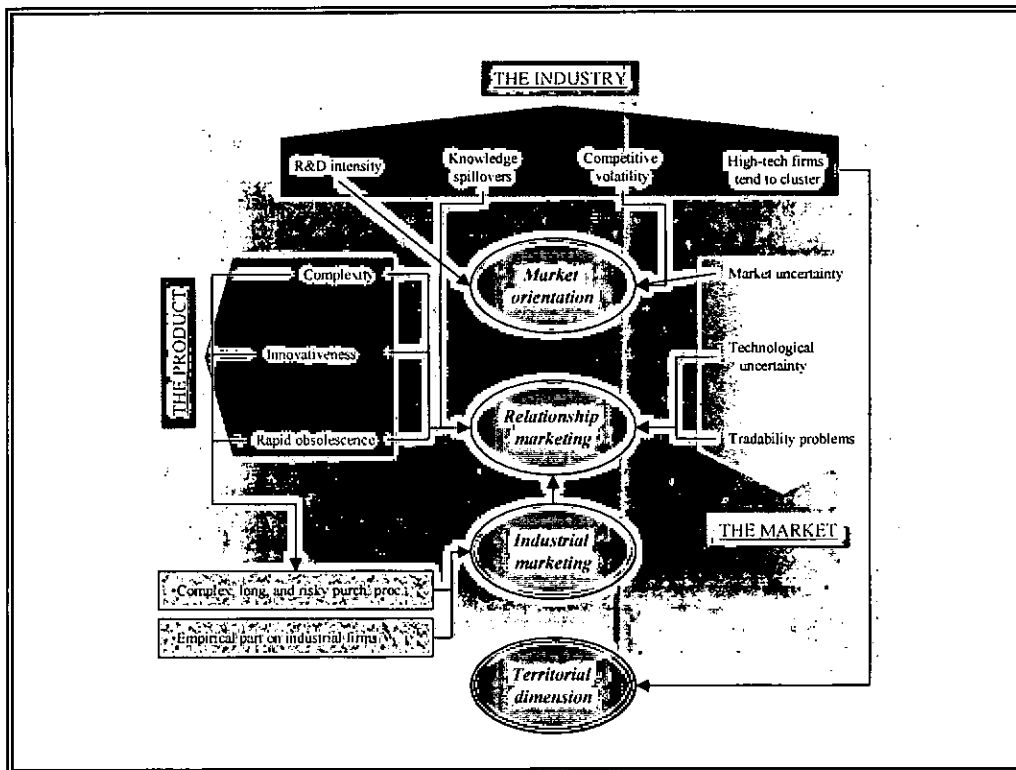 THE INDUSTRY
R&D intensity
Knowledge
spillovers
Competitive
volatility
High-tech firms
tend to cluster
THE PRODUCT
Complexity
Innovativeness
Rapid obsolescence
Market
orientation
Market uncertainty
Technological
uncertainty
Relationship
marketing
Tradability problems
THE MARKET
Industrial
marketing
Complex, long, and risky purch. proc.
Empirical part on industrial firms
Territorial
dimension